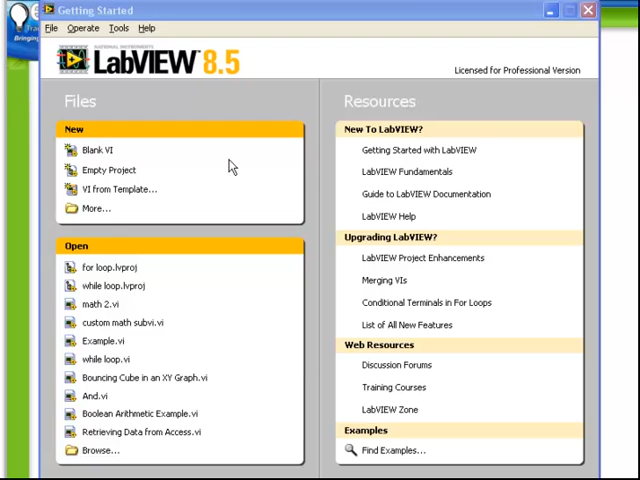 Getting Started
File Operate Tools Help
NATIONAL INSTRUMENTS
LabVIEW™ 8.5
Licensed for Professional Version
Files
New
Blank VI
Empty Project
VI from Template...
More...
Open
for loop.lvproj
while loop.lvproj
math 2.vi
custom math subvi.vi
Example.vi
while loop.vi
Bouncing Cube in an XY Graph.vi
And.vi
Boolean Arithmetic Example.vi
Retrieving Data from Access.vi
Browse...
Resources
New To LabVIEW?
Getting Started with LabVIEW
LabVIEW Fundamentals
Guide to LabVIEW Documentation
LabVIEW Help
Upgrading LabVIEW?
LabVIEW Project Enhancements
Merging VIs
Conditional Terminals in For Loops
List of All New Features
Web Resources
Discussion Forums
Training Courses
LabVIEW Zone
Examples
Find Examples...